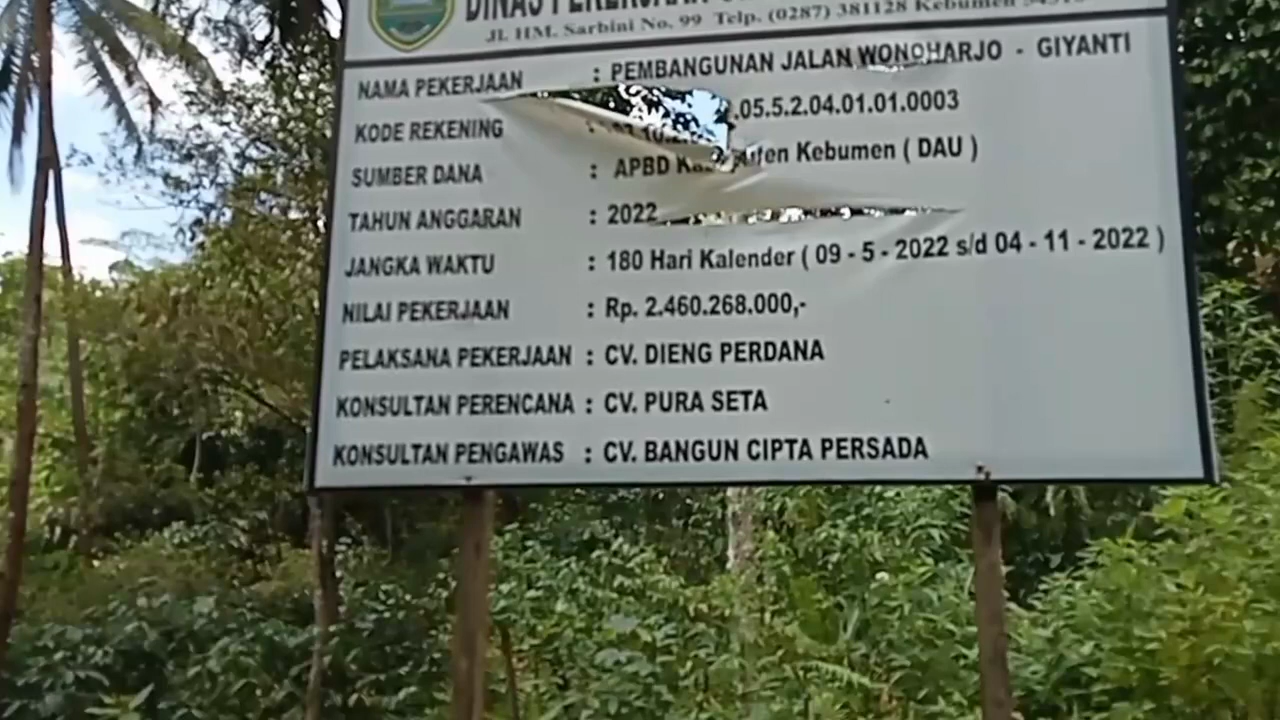 DINAS
Jl. HM. Sarbini No. 99 Telp. (0287) 381128 Kebumen
NAMA PEKERJAAN : PEMBANGUNAN JALAN WONOHARJO - GIYANTI
KODE REKENING : .05.5.2.04.01.01.0003
SUMBER DANA : APBD Kebumen ( DAU )
TAHUN ANGGARAN : 2022
JANGKA WAKTU : 180 Hari Kalender ( 09 - 5 - 2022 s/d 04 - 11 - 2022 )
NILAI PEKERJAAN : Rp. 2.460.268.000,-
PELAKSANA PEKERJAAN : CV. DIENG PERDANA
KONSULTAN PERENCANA : CV. PURA SETA
KONSULTAN PENGAWAS : CV. BANGUN CIPTA PERSADA